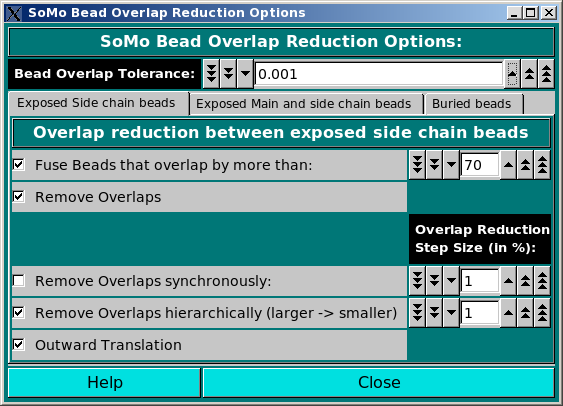 SoMo Bead Overlap Reduction Options
SoMo Bead Overlap Reduction Options:
Bead Overlap Tolerance: 0.001
Exposed Side chain beads Exposed Main and side chain beads Buried beads
Overlap reduction between exposed side chain beads
Fuse Beads that overlap by more than: 70
Remove Overlaps
Overlap Reduction
Step Size (in %):
Remove Overlaps synchronously: 1
Remove Overlaps hierarchically (larger -> smaller) 1
Outward Translation
Help Close